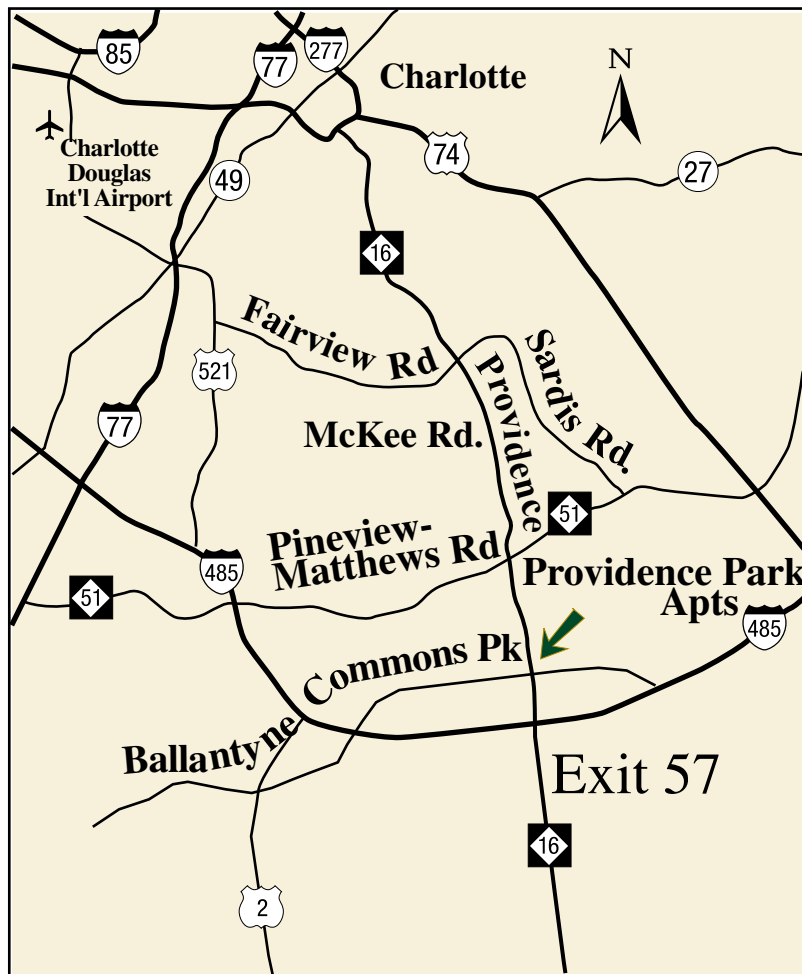 85
77
277
Charlotte
N
Charlotte
Douglas
Int'l Airport
49
74
27
16
Fairview Rd
Sardis Rd.
521
Providence
77
McKee Rd.
51
Pineview-
Matthews Rd
485
51
Providence Park
Apts
485
Ballantyne Commons Pk
Exit 57
16
2